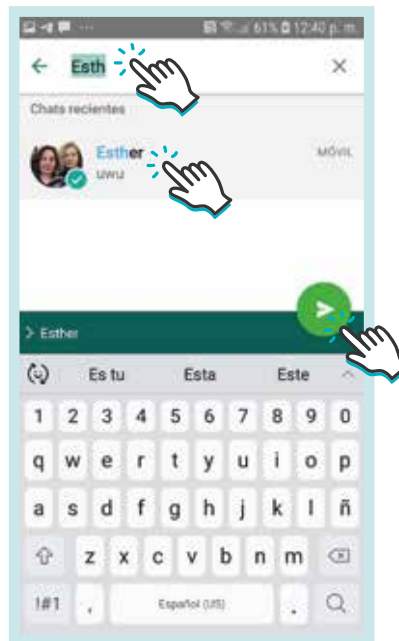 61% 12:40 p. m.
Esth
Chats recientes
Esther
MÓVIL
uwu
> Esther
Es tu Esta Este
1 2 3 4 5 6 7 8 9 0
q w e r t y u i o p
a s d f g h j k l ñ
z x c v b n m
!#1 , Español (US) .